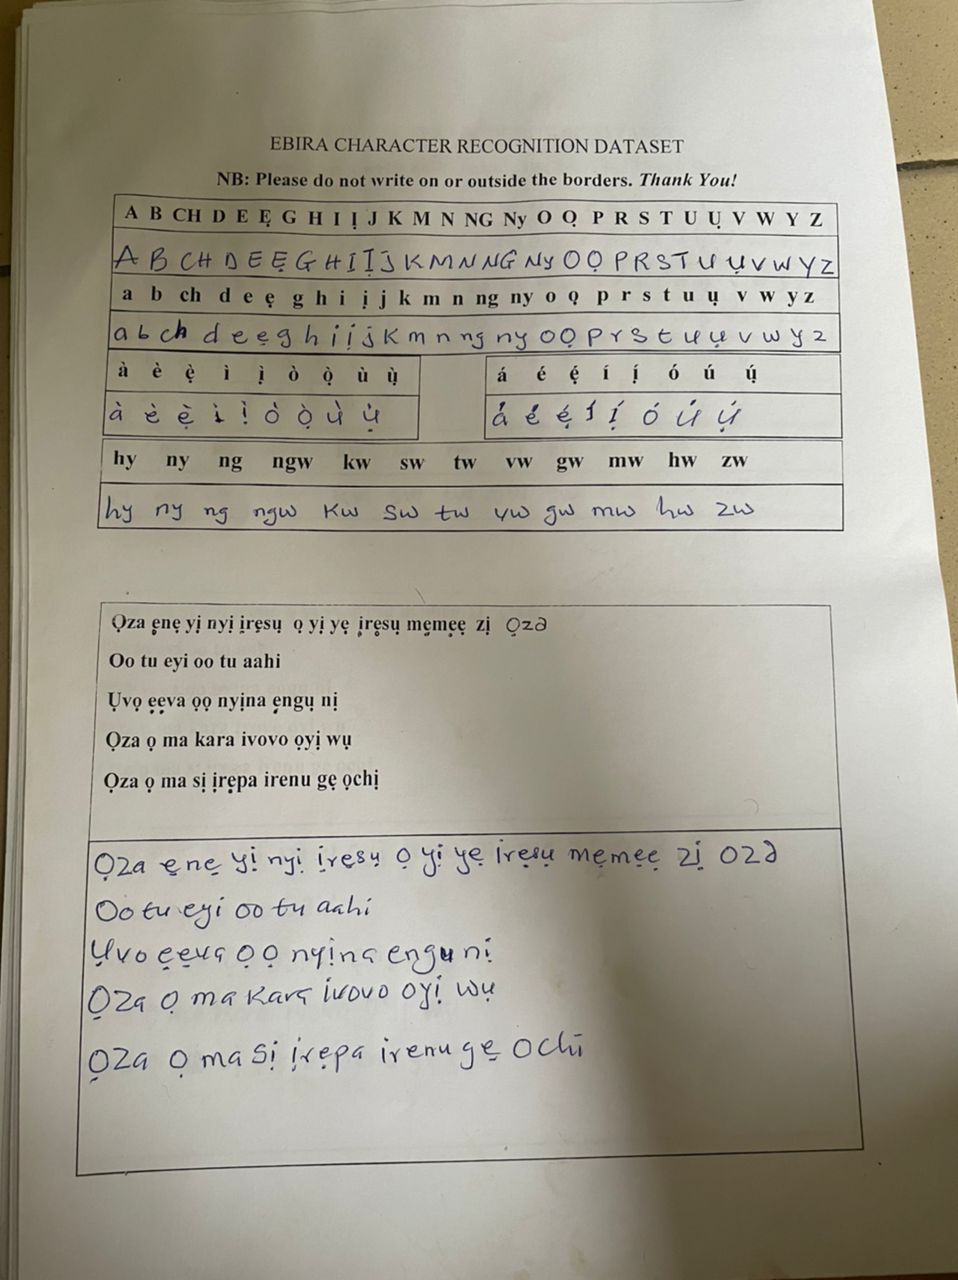 EBIRA CHARACTER RECOGNITION DATASET
NB: Please do not write on or outside the borders. Thank You!
A B CH D E Ẹ G H I Ị J K M N NG Ny O Ọ P R S T U Ụ V W Y Z
A B CH D E Ẹ G H I Ị J K M N NG Ny O Ọ P R S T U Ụ V W Y Z
a b ch d e ẹ g h i ị j k m n ng ny o ọ p r s t u ụ v w y z
a b ch d e ẹ g h i ị j k m n ng ny o ọ p r s t u ụ v w y z
à è ẹ̀ ì ị̀ ò ọ̀ ù ụ̀ á é ẹ́ í ị́ ó ú ụ́
à è ẹ̀ ì ị̀ ò ọ̀ ù ụ̀ á é ẹ́ í ị́ ó ú ụ́
hy ny ng ngw kw sw tw vw gw mw hw zw
hy ny ng ngw kw sw tw vw gw mw hw zw
Ọza ẹnẹ yị nyị ịrẹsụ ọ yị yẹ ịrẹsụ mẹmẹẹ zị Ọzə
Oo tu eyi oo tu aahi
Ụvọ ẹẹva ọọ nyịna ẹngụ nị
Ọza ọ ma kara ivovo ọyị wụ
Ọza ọ ma sị ịrẹpa irenu gẹ ọchị
Ọza ẹnẹ yị nyị ịrẹsụ ọ yị yẹ irẹsụ mẹmẹẹ zị Ozə
Oo tu eyi oo tu aahi
Ụvo ẹẹva ọọ nyịna engu nị
Ọza ọ ma kara ivovo oyị wụ
Ọza ọ ma sị ịrẹpa irenu gẹ ochi